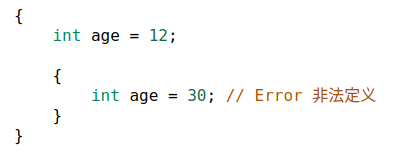 {
    int age = 12;

    {
        int age = 30; // Error 非法定义
    }
}